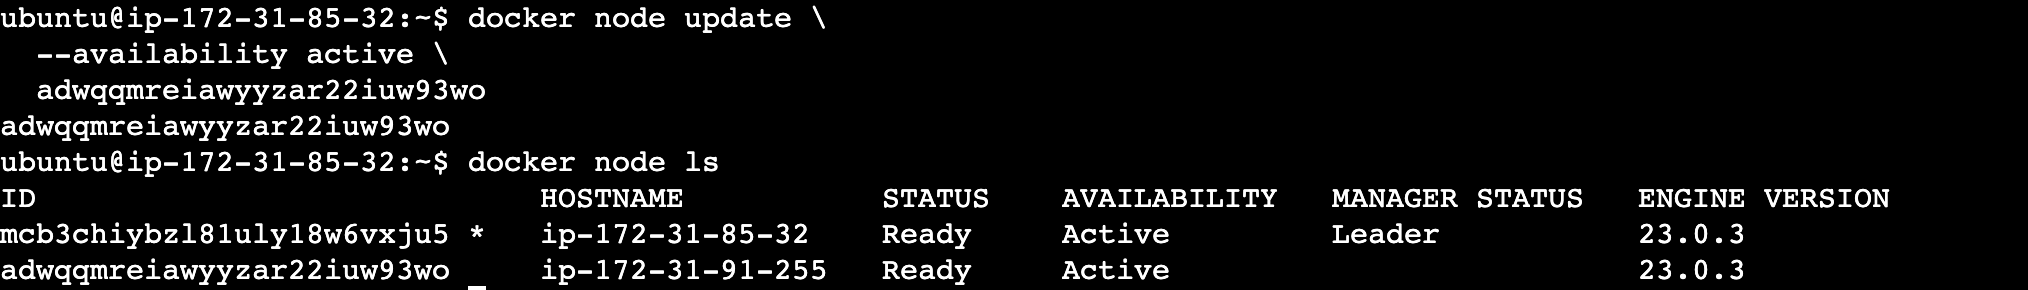 ubuntu@ip-172-31-85-32:~$ docker node update \
  --availability active \
  adwqqmreiawyyzar22iuw93wo
adwqqmreiawyyzar22iuw93wo
ubuntu@ip-172-31-85-32:~$ docker node ls
ID                            HOSTNAME           STATUS    AVAILABILITY   MANAGER STATUS   ENGINE VERSION
mcb3chiybzl81uly18w6vxju5 *   ip-172-31-85-32    Ready     Active         Leader           23.0.3
adwqqmreiawyyzar22iuw93wo     ip-172-31-91-255   Ready     Active                          23.0.3